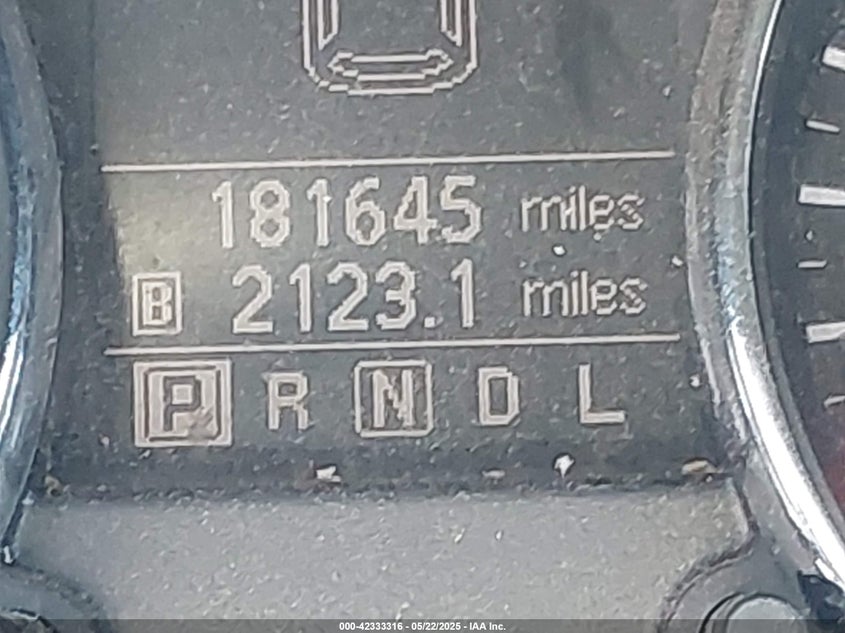 181645 miles
B 2123.1 miles
P R N D L
000-42333316 - 05/22/2025 - IAA Inc.